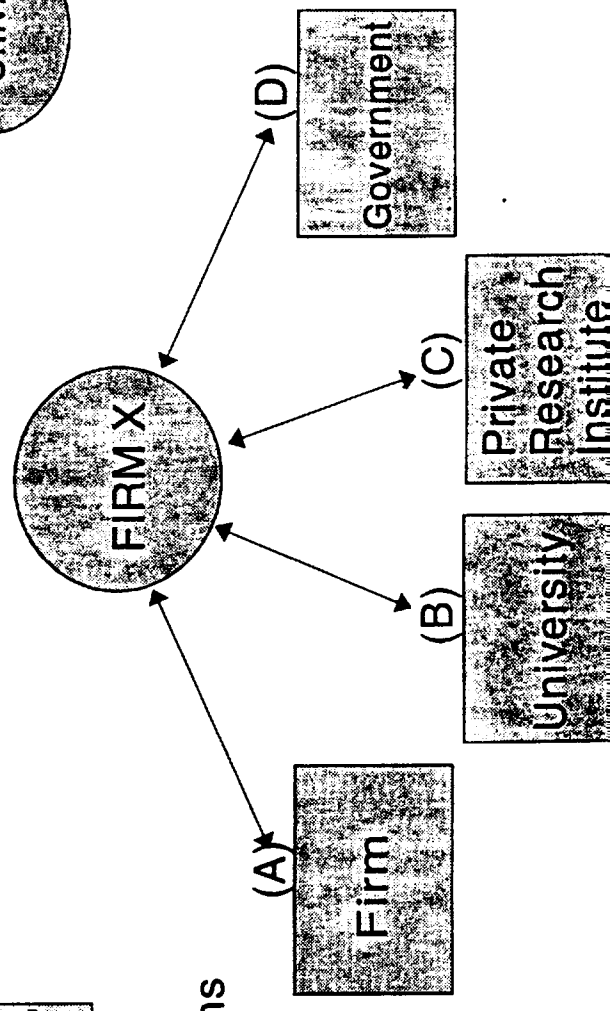 FIRM X
(A)
(B)
(C)
(D)
Firm
University
Private
Research
Institute
Government